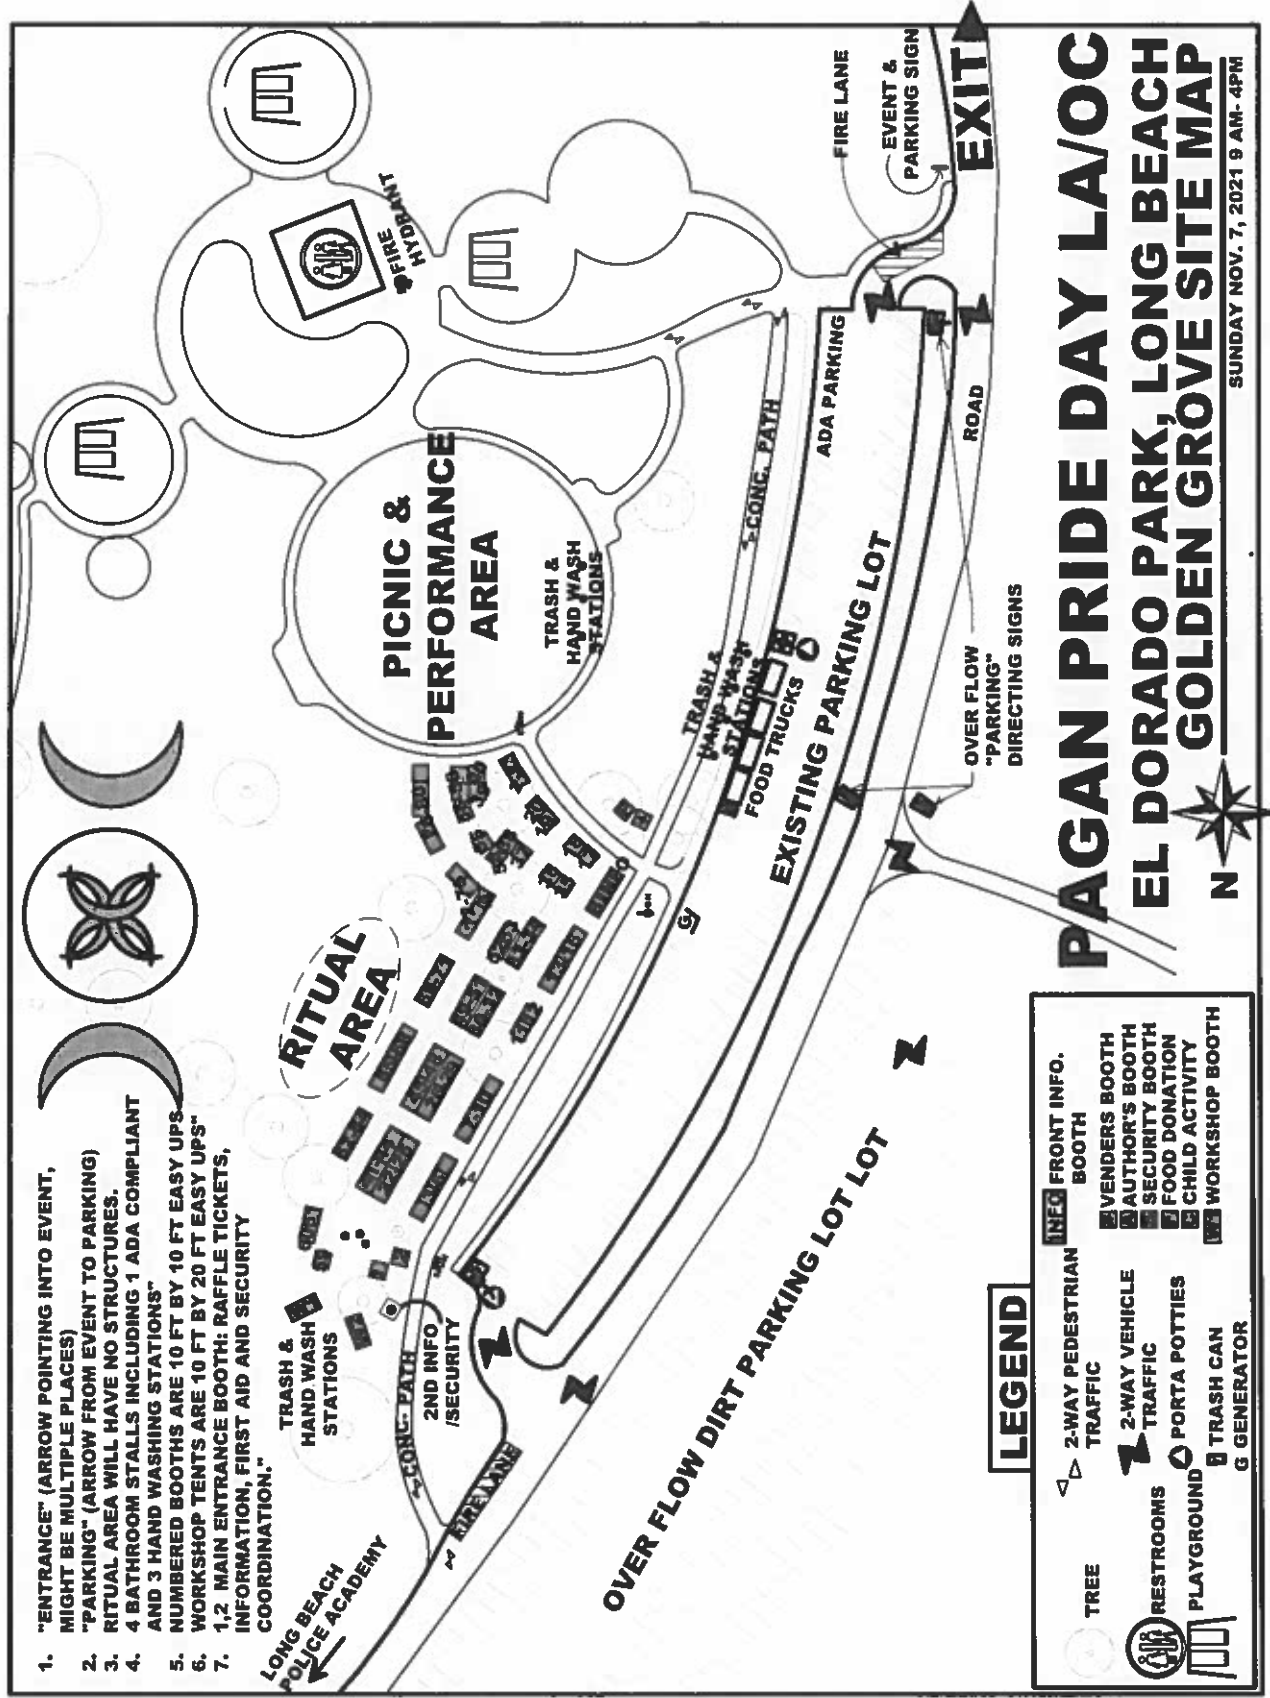 1. "ENTRANCE" (ARROW POINTING INTO EVENT,
MIGHT BE MULTIPLE PLACES)
2. "PARKING" (ARROW FROM EVENT TO PARKING)
3. RITUAL AREA WILL HAVE NO STRUCTURES.
4. 4 BATHROOM STALLS INCLUDING 1 ADA COMPLIANT
AND 3 HAND WASHING STATIONS"
5. NUMBERED BOOTHS ARE 10 FT BY 10 FT EASY UPS
6. WORKSHOP TENTS ARE 10 FT BY 20 FT EASY UPS"
7. 1,2 MAIN ENTRANCE BOOTH: RAFFLE TICKETS,
INFORMATION, FIRST AID AND SECURITY
COORDINATION."
FIRE
HYDRANT
PICNIC &
PERFORMANCE
AREA
TRASH &
HAND WASH
STATIONS
RITUAL
AREA
TRASH &
HAND WASH
STATIONS
LONG BEACH
POLICE ACADEMY
CONC. PATH
2ND INFO
/SECURITY
FIRE LANE
TRASH &
HAND WASH
STATIONS
FOOD TRUCKS
CONC. PATH
ADA PARKING
FIRE LANE
EVENT &
PARKING SIGN
EXIT
ROAD
EXISTING PARKING LOT
G
OVER FLOW
"PARKING"
DIRECTING SIGNS
OVER FLOW DIRT PARKING LOT LOT
PAGAN PRIDE DAY LA/OC
EL DORADO PARK, LONG BEACH
GOLDEN GROVE SITE MAP
SUNDAY NOV. 7, 2021 9 AM- 4PM
N
LEGEND
TREE
RESTROOMS
PLAYGROUND
2-WAY PEDESTRIAN
TRAFFIC
2-WAY VEHICLE
TRAFFIC
PORTA POTTIES
TRASH CAN
G GENERATOR
INFO FRONT INFO.
BOOTH
VENDERS BOOTH
A AUTHOR'S BOOTH
SECURITY BOOTH
FOOD DONATION
CHILD ACTIVITY
WORKSHOP BOOTH